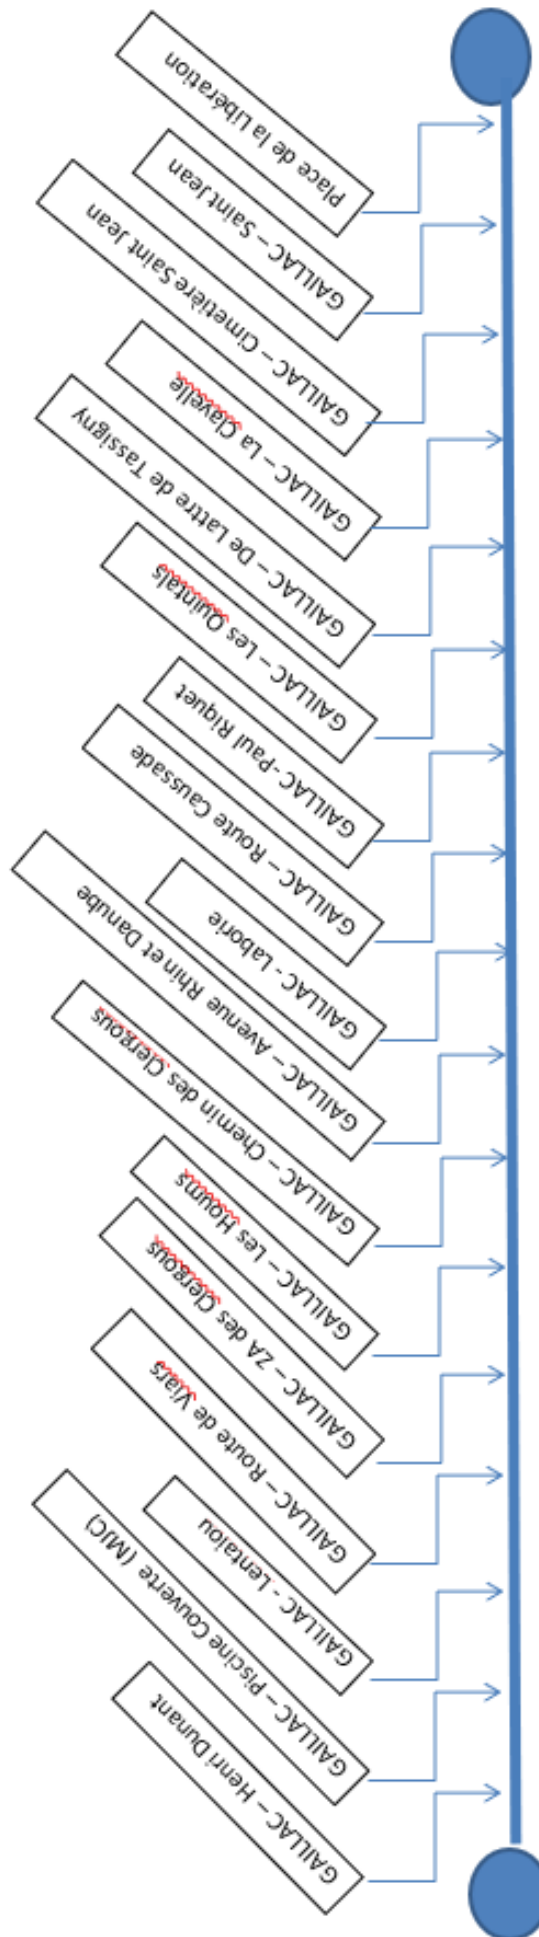 Place de la Libération
GAILLAC – Saint Jean
GAILLAC – Cimetière Saint Jean
GAILLAC – La Clavelle
GAILLAC – De Lattre de Tassigny
GAILLAC – Les Quintals
GAILLAC -Paul Riquet
GAILLAC – Route Caussade
GAILLAC - Laborie
GAILLAC – Avenue Rhin et Danube
GAILLAC – Chemin des Clergous
GAILLAC – Les Houms
GAILLAC – ZA des Clergous
GAILLAC – Route de Viars
GAILLAC - Lentajou
GAILLAC – Piscine Couverte (MJC)
GAILLAC – Henri Dunant